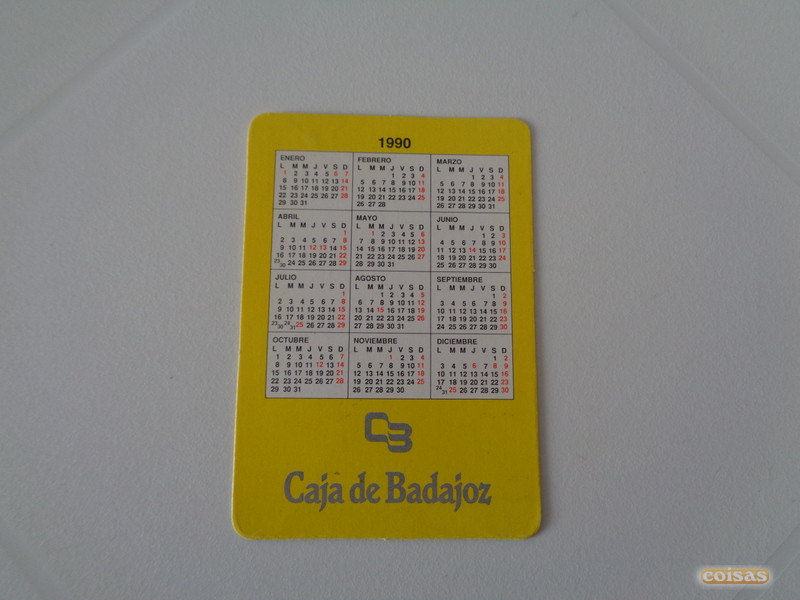 1990
ENERO
L M M J V S D
1 2 3 4 5 6 7
8 9 10 11 12 13 14
15 16 17 18 19 20 21
22 23 24 25 26 27 28
29 30 31
FEBRERO
L M M J V S D
1 2 3 4
5 6 7 8 9 10 11
12 13 14 15 16 17 18
19 20 21 22 23 24 25
26 27 28
MARZO
L M M J V S D
1 2 3 4
5 6 7 8 9 10 11
12 13 14 15 16 17 18
19 20 21 22 23 24 25
26 27 28 29 30 31
ABRIL
L M M J V S D
1
2 3 4 5 6 7 8
9 10 11 12 13 14 15
16 17 18 19 20 21 22
23 30 24 25 26 27 28 29
MAYO
L M M J V S D
1 2 3 4 5 6
7 8 9 10 11 12 13
14 15 16 17 18 19 20
21 22 23 24 25 26 27
28 29 30 31
JUNIO
L M M J V S D
1 2 3
4 5 6 7 8 9 10
11 12 13 14 15 16 17
18 19 20 21 22 23 24
25 26 27 28 29 30
JULIO
L M M J V S D
1
2 3 4 5 6 7 8
9 10 11 12 13 14 15
16 17 18 19 20 21 22
23 30 24 31 25 26 27 28 29
AGOSTO
L M M J V S D
1 2 3 4 5
6 7 8 9 10 11 12
13 14 15 16 17 18 19
20 21 22 23 24 25 26
27 28 29 30 31
SEPTIEMBRE
L M M J V S D
1 2
3 4 5 6 7 8 9
10 11 12 13 14 15 16
17 18 19 20 21 22 23
24 25 26 27 28 29 30
OCTUBRE
L M M J V S D
1 2 3 4 5 6 7
8 9 10 11 12 13 14
15 16 17 18 19 20 21
22 23 24 25 26 27 28
29 30 31
NOVIEMBRE
L M M J V S D
1 2 3 4
5 6 7 8 9 10 11
12 13 14 15 16 17 18
19 20 21 22 23 24 25
26 27 28 29 30
DICIEMBRE
L M M J V S D
1 2
3 4 5 6 7 8 9
10 11 12 13 14 15 16
17 18 19 20 21 22 23
24 31 25 26 27 28 29 30
CB
Caja de Badajoz
coisas